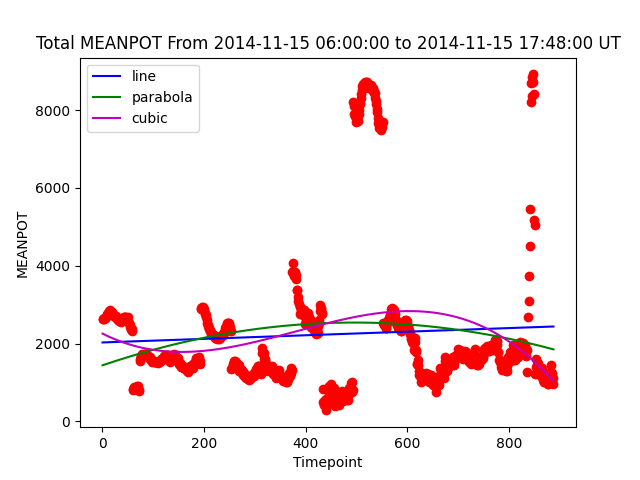 Total MEANPOT From 2014-11-15 06:00:00 to 2014-11-15 17:48:00 UT
line
parabola
cubic
8000
6000
4000
2000
0
MEANPOT
0 200 400 600 800
Timepoint